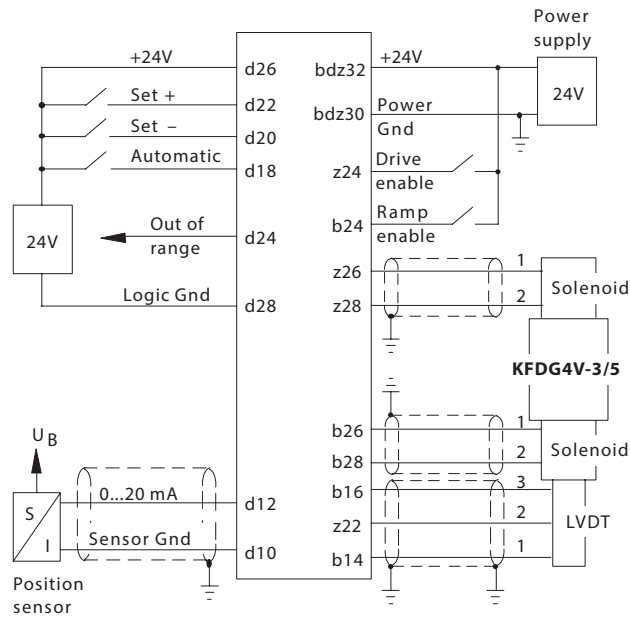 Power
supply
+24V
d26
bdz32
+24V
24V
Set +
d22
bdz30
Power
Gnd
Set –
d20
Automatic
d18
z24
Drive
enable
24V
Out of
range
d24
b24
Ramp
enable
z26
1
Solenoid
Logic Gnd
d28
z28
2
KFDG4V-3/5
U B
b26
1
Solenoid
b28
2
b16
3
S
I
0...20 mA
d12
z22
2
LVDT
Sensor Gnd
d10
b14
1
Position
sensor